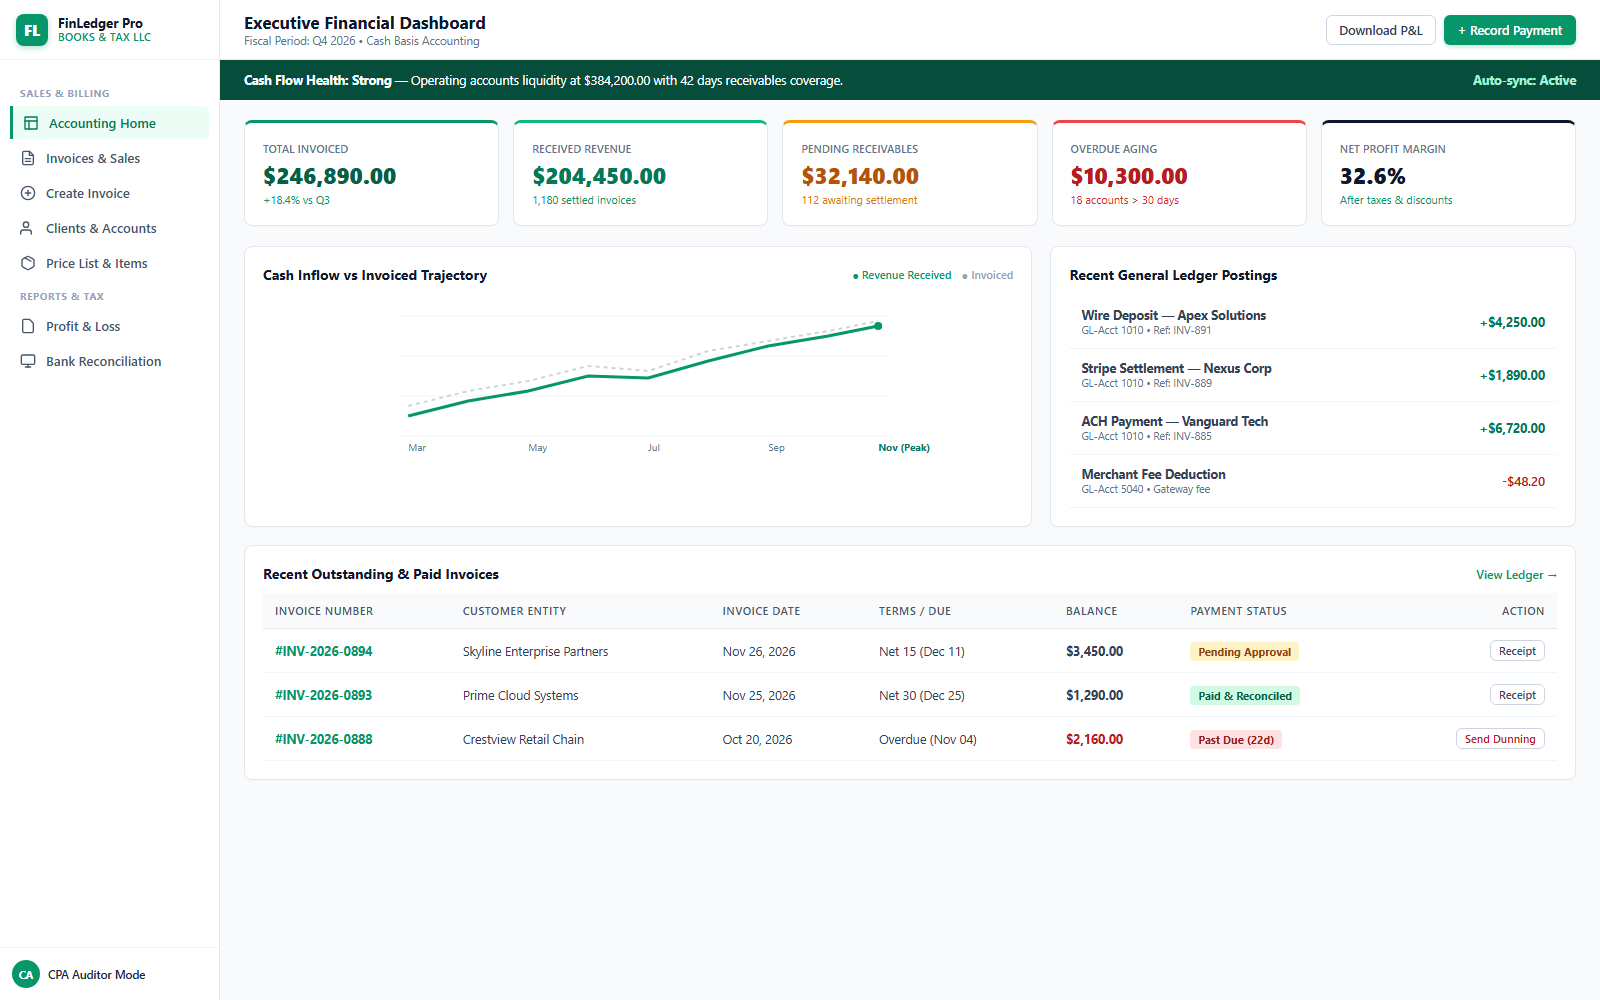 FL
FinLedger Pro
BOOKS & TAX LLC
SALES & BILLING
Accounting Home
Invoices & Sales
Create Invoice
Clients & Accounts
Price List & Items
REPORTS & TAX
Profit & Loss
Bank Reconciliation
CA
CPA Auditor Mode
Executive Financial Dashboard
Fiscal Period: Q4 2026 • Cash Basis Accounting
Download P&L
+ Record Payment
Cash Flow Health: Strong — Operating accounts liquidity at $384,200.00 with 42 days receivables coverage.
Auto-sync: Active
TOTAL INVOICED
$246,890.00
+18.4% vs Q3
RECEIVED REVENUE
$204,450.00
1,180 settled invoices
PENDING RECEIVABLES
$32,140.00
112 awaiting settlement
OVERDUE AGING
$10,300.00
18 accounts > 30 days
NET PROFIT MARGIN
32.6%
After taxes & discounts
Cash Inflow vs Invoiced Trajectory
● Revenue Received ● Invoiced
Mar May Jul Sep Nov (Peak)
Recent General Ledger Postings
Wire Deposit — Apex Solutions
GL-Acct 1010 • Ref: INV-891
+$4,250.00
Stripe Settlement — Nexus Corp
GL-Acct 1010 • Ref: INV-889
+$1,890.00
ACH Payment — Vanguard Tech
GL-Acct 1010 • Ref: INV-885
+$6,720.00
Merchant Fee Deduction
GL-Acct 5040 • Gateway fee
-$48.20
Recent Outstanding & Paid Invoices
View Ledger →
INVOICE NUMBER CUSTOMER ENTITY INVOICE DATE TERMS / DUE BALANCE PAYMENT STATUS ACTION
#INV-2026-0894 Skyline Enterprise Partners Nov 26, 2026 Net 15 (Dec 11) $3,450.00 Pending Approval Receipt
#INV-2026-0893 Prime Cloud Systems Nov 25, 2026 Net 30 (Dec 25) $1,290.00 Paid & Reconciled Receipt
#INV-2026-0888 Crestview Retail Chain Oct 20, 2026 Overdue (Nov 04) $2,160.00 Past Due (22d) Send Dunning